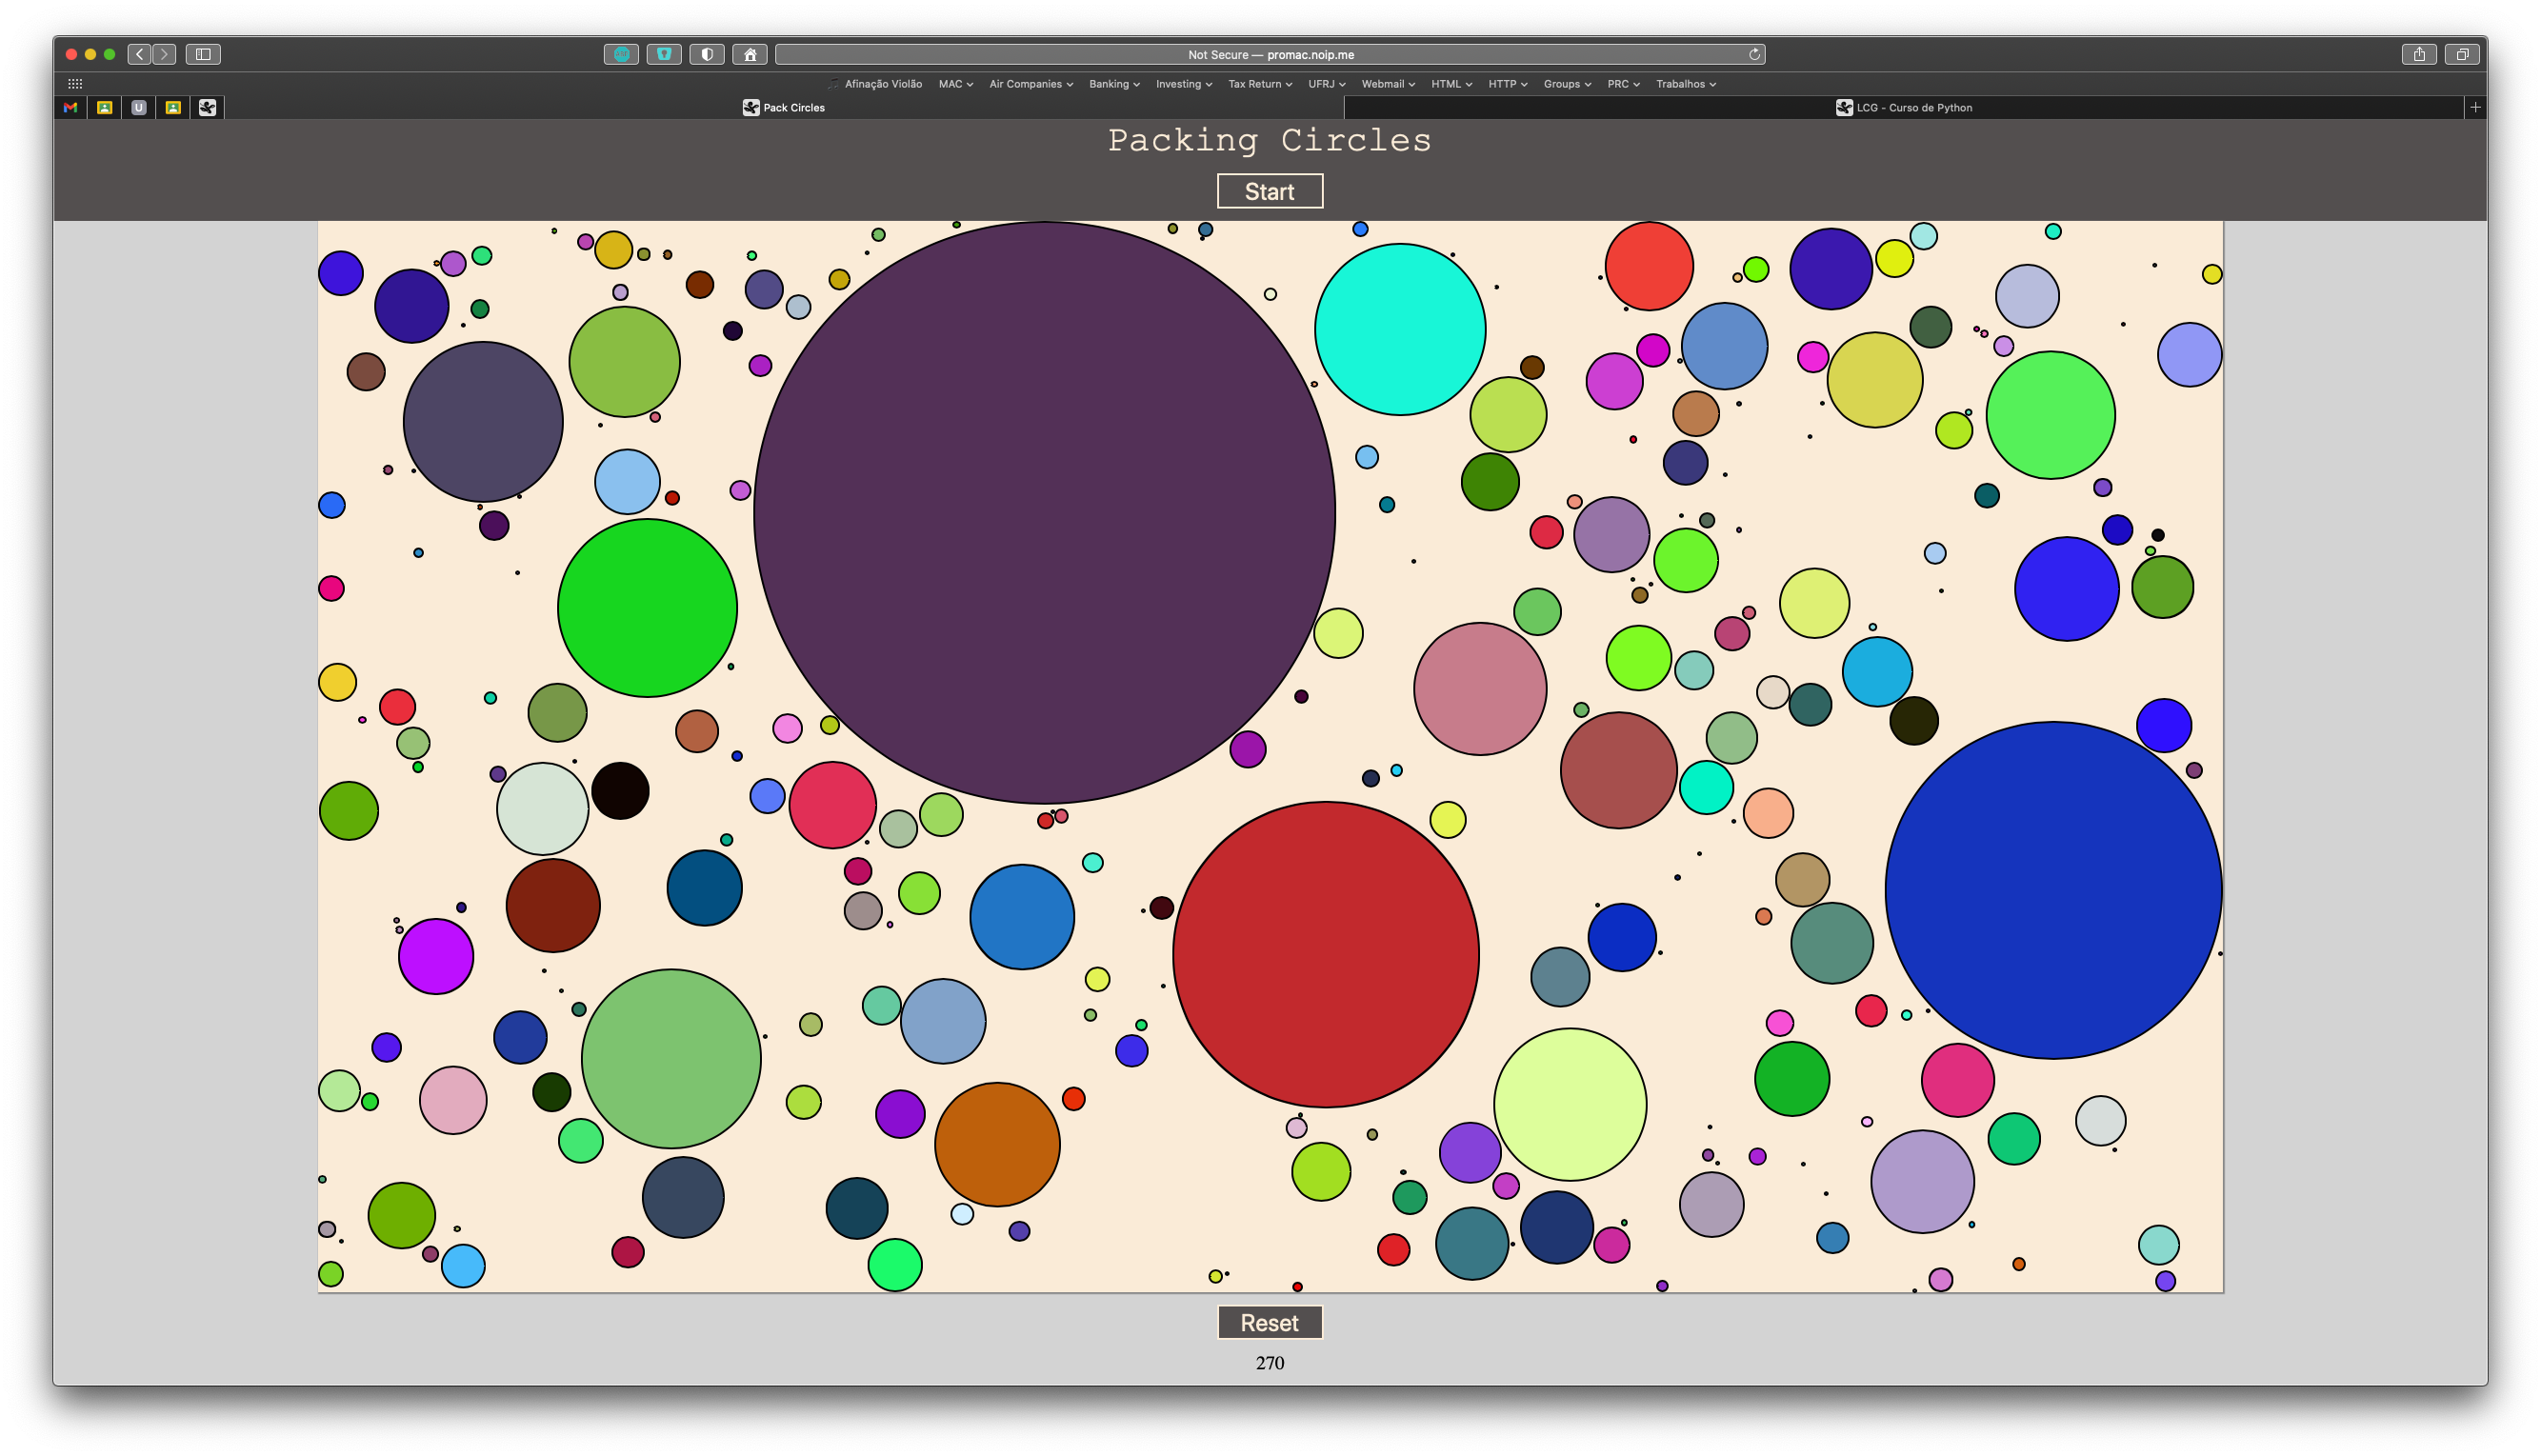 Not Secure — promac.noip.me
Afinação Violão MAC Air Companies Banking Investing Tax Return UFRJ Webmail HTML HTTP Groups PRC Trabalhos
U Pack Circles LCG - Curso de Python
Packing Circles
Start
Reset
270